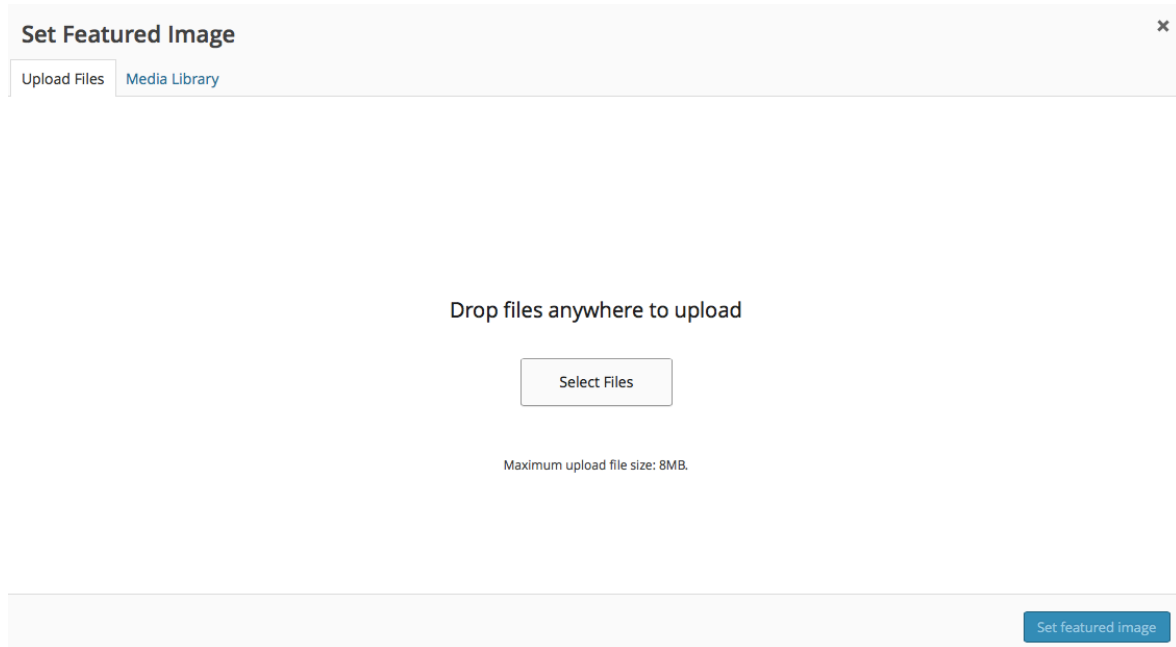 Set Featured Image
Upload Files Media Library
Drop files anywhere to upload
Select Files
Maximum upload file size: 8MB.
Set featured image